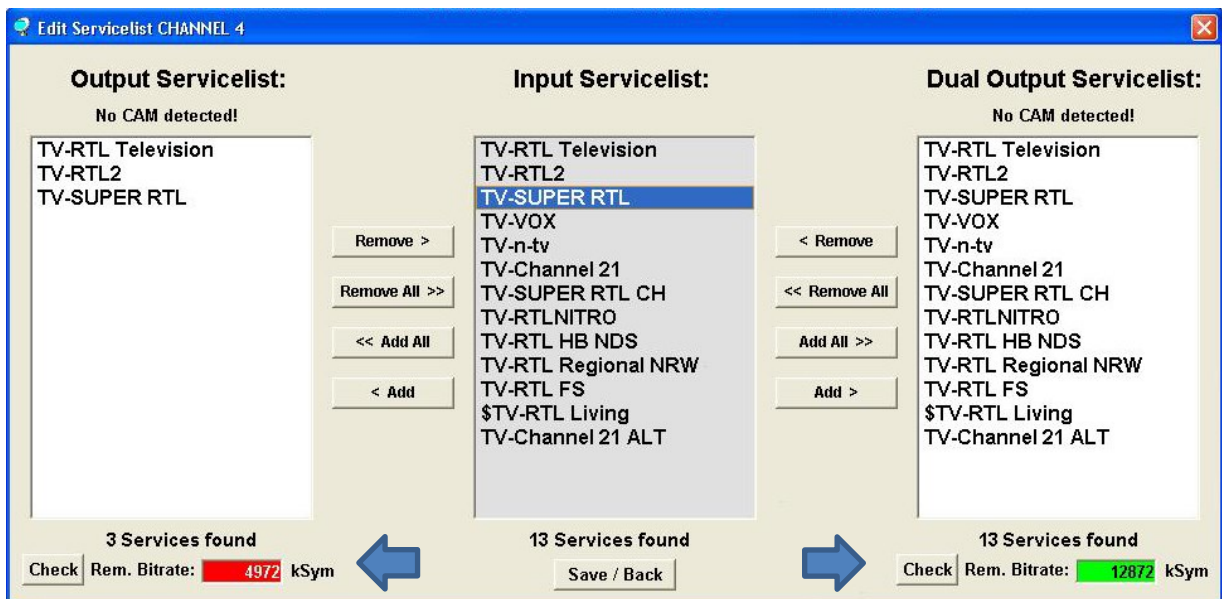 Edit Servicelist CHANNEL 4
Output Servicelist:
No CAM detected!
TV-RTL Television
TV-RTL2
TV-SUPER RTL
3 Services found
Check Rem. Bitrate: 4972 kSym
Remove >
Remove All >>
<< Add All
< Add
Input Servicelist:
TV-RTL Television
TV-RTL2
TV-SUPER RTL
TV-VOX
TV-n-tv
TV-Channel 21
TV-SUPER RTL CH
TV-RTLNITRO
TV-RTL HB NDS
TV-RTL Regional NRW
TV-RTL FS
$TV-RTL Living
TV-Channel 21 ALT
13 Services found
Save / Back
< Remove
<< Remove All
Add All >>
Add >
Dual Output Servicelist:
No CAM detected!
TV-RTL Television
TV-RTL2
TV-SUPER RTL
TV-VOX
TV-n-tv
TV-Channel 21
TV-SUPER RTL CH
TV-RTLNITRO
TV-RTL HB NDS
TV-RTL Regional NRW
TV-RTL FS
$TV-RTL Living
TV-Channel 21 ALT
13 Services found
Check Rem. Bitrate: 12872 kSym